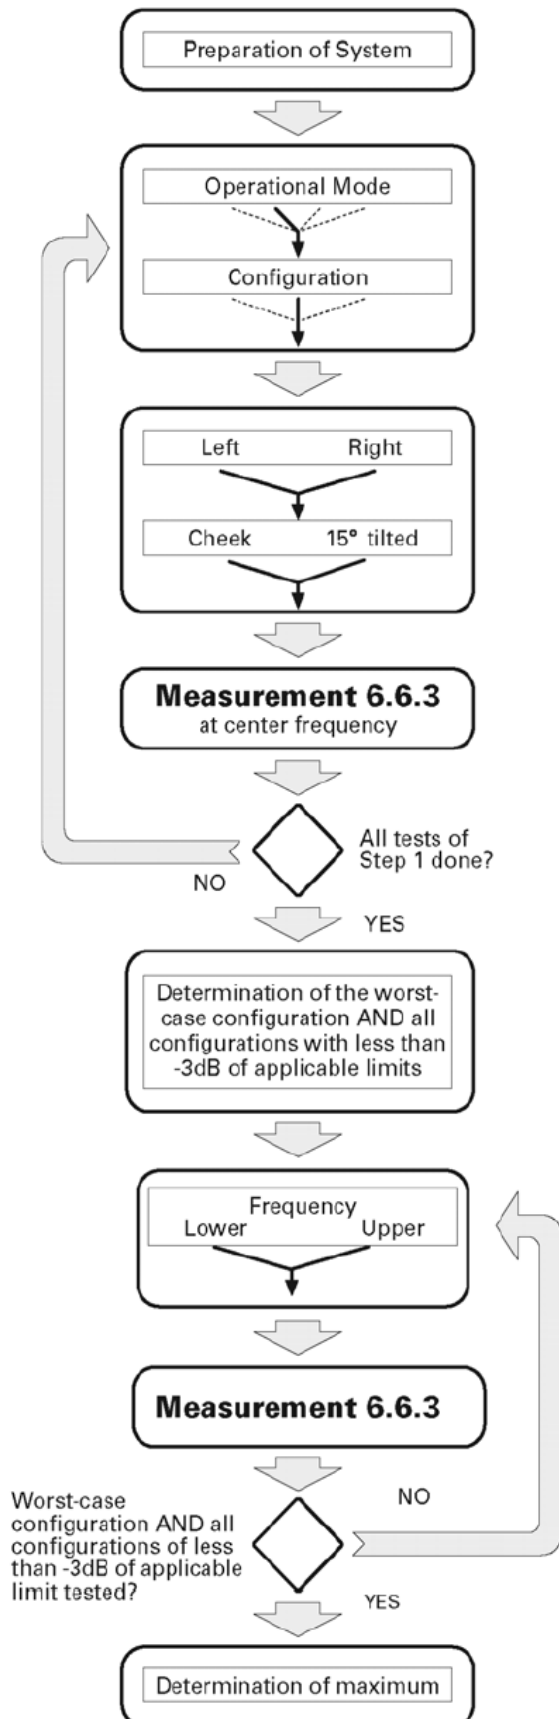 Preparation of System
Operational Mode
Configuration
Left Right
Cheek 15° tilted
Measurement 6.6.3
at center frequency
All tests of
Step 1 done?
NO
YES
Determination of the worst-
case configuration AND all
configurations with less than
-3dB of applicable limits
Frequency
Lower Upper
Measurement 6.6.3
Worst-case
configuration AND all
configurations of less
than -3dB of applicable
limit tested?
NO
YES
Determination of maximum